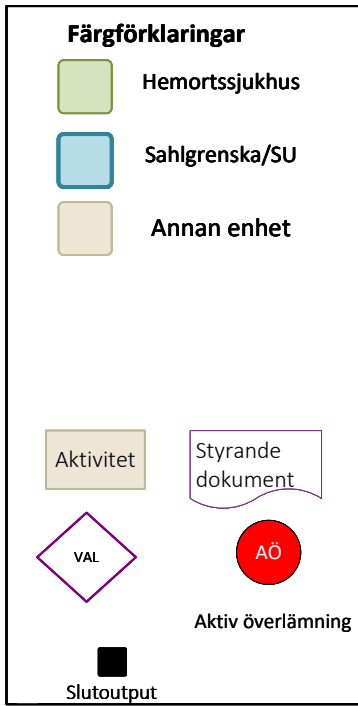 Färgförklaringar
Hemortssjukhus
Sahlgrenska/SU
Annan enhet
Aktivitet
Styrande
dokument
VAL
AÖ
Aktiv överlämning
Slutoutput